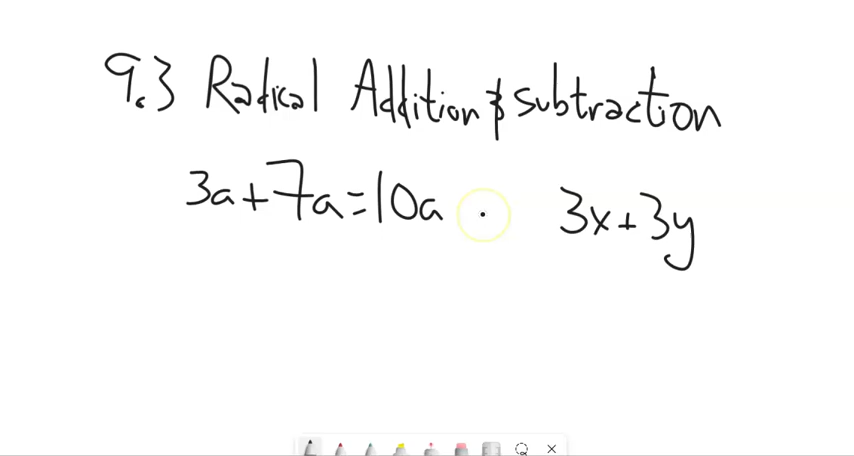 9.3 Radical Addition & Subtraction
3a+7a=10a 3x+3y